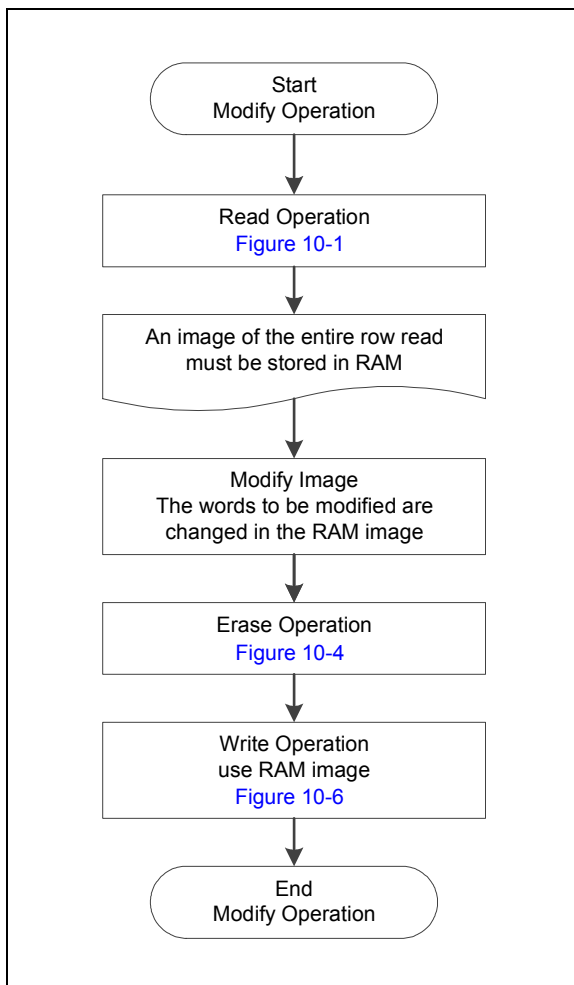 Start
Modify Operation
Read Operation
Figure 10-1
An image of the entire row read
must be stored in RAM
Modify Image
The words to be modified are
changed in the RAM image
Erase Operation
Figure 10-4
Write Operation
use RAM image
Figure 10-6
End
Modify Operation